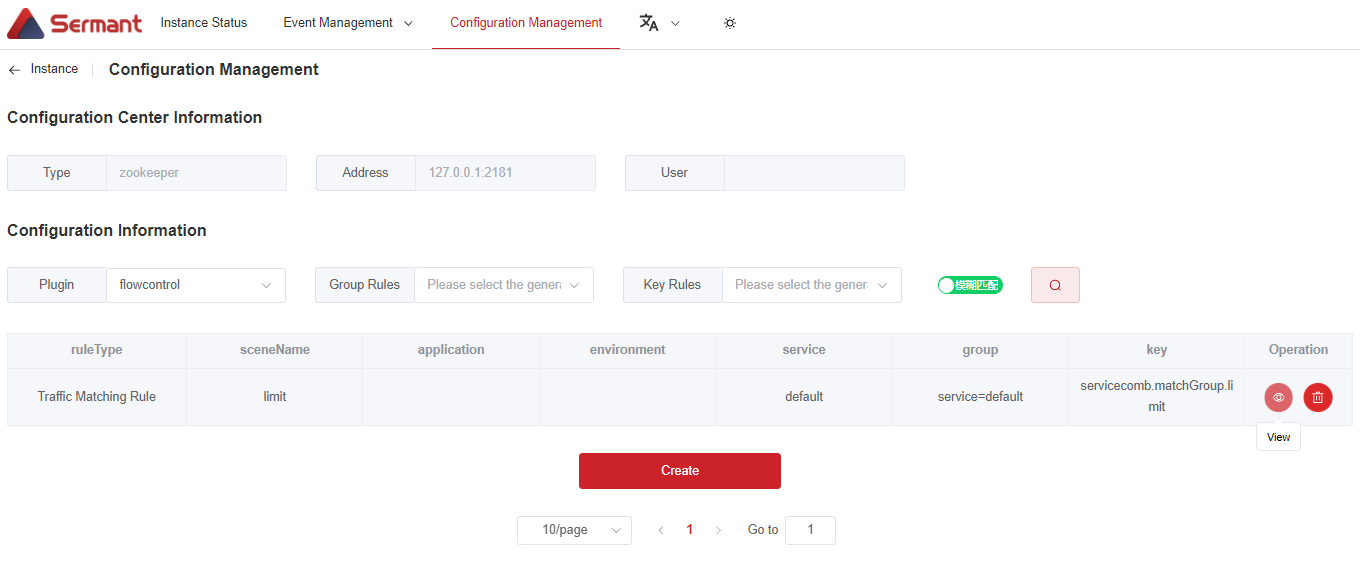 Sermant Instance Status Event Management Configuration Management
Instance Configuration Management
Configuration Center Information
Type zookeeper Address 127.0.0.1:2181 User
Configuration Information
Plugin flowcontrol Group Rules Please select the genera Key Rules Please select the gener 模糊匹配
ruleType sceneName application environment service group key Operation
Traffic Matching Rule limit default service=default servicecomb.matchGroup.li
mit
View
Create
10/page 1 Go to 1